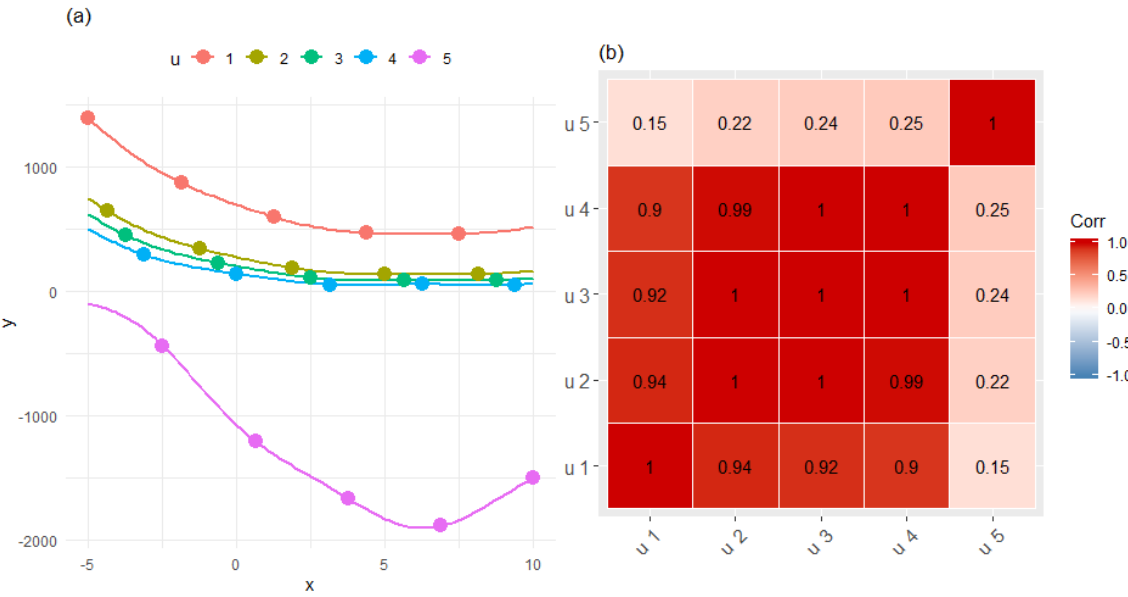 (a)
u 1 2 3 4 5
1000
0
-1000
-2000
y
-5 0 5 10
x
(b)
u 5 0.15 0.22 0.24 0.25 1
u 4 0.9 0.99 1 1 0.25
u 3 0.92 1 1 1 0.24
u 2 0.94 1 1 0.99 0.22
u 1 1 0.94 0.92 0.9 0.15
u 1 u 2 u 3 u 4 u 5
Corr
1.0
0.5
0.0
-0.5
-1.0